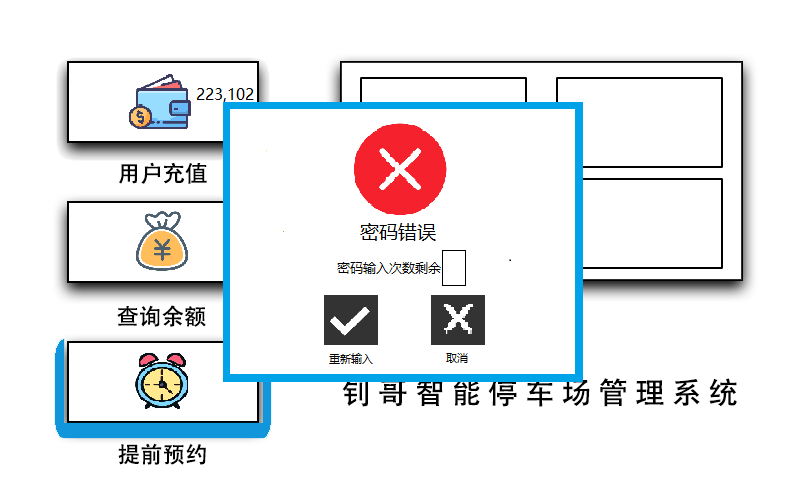 223,102
用户充值
查询余额
提前预约
密码错误
密码输入次数剩余
重新输入
取消
钊哥智能停车场管理系统